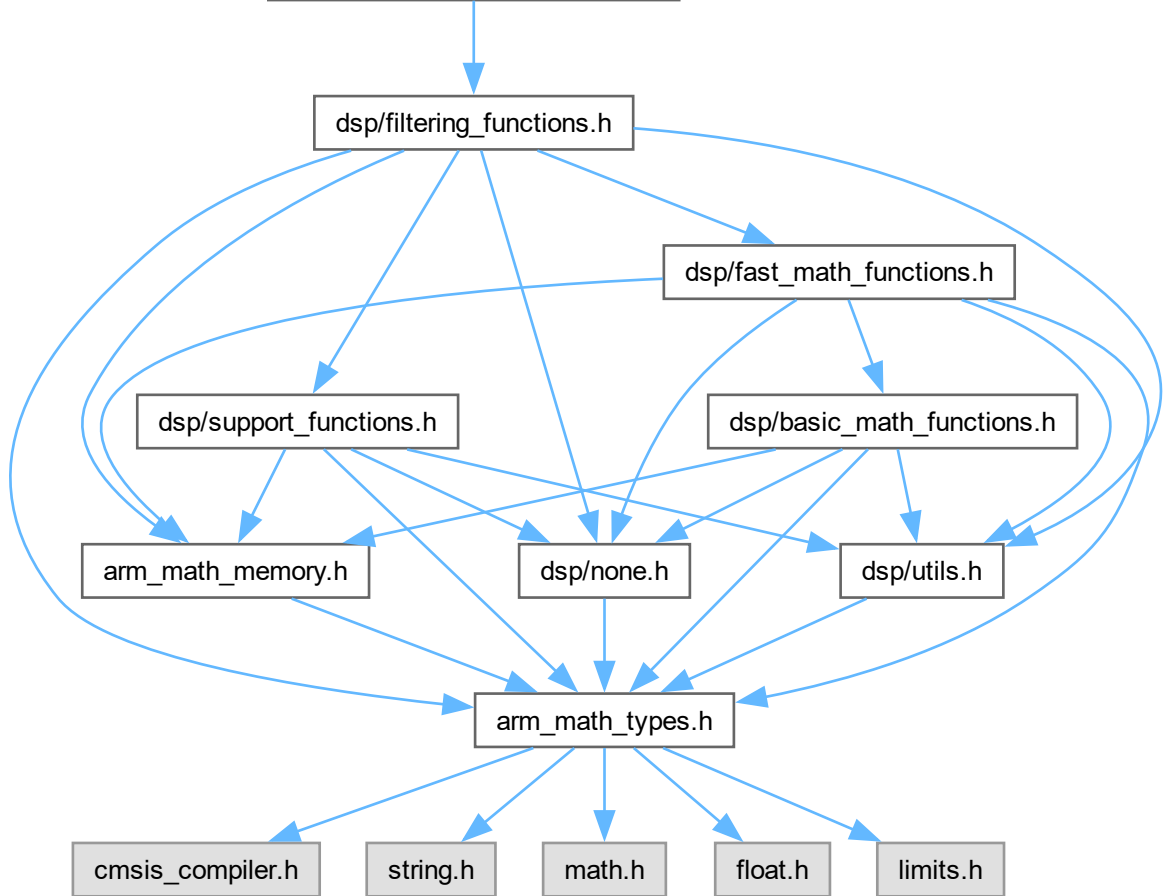 dsp/filtering_functions.h
dsp/fast_math_functions.h
dsp/support_functions.h
dsp/basic_math_functions.h
arm_math_memory.h
dsp/none.h
dsp/utils.h
arm_math_types.h
cmsis_compiler.h
string.h
math.h
float.h
limits.h